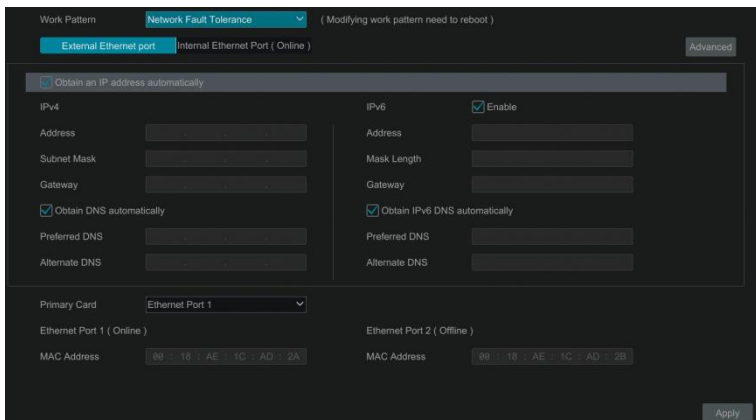 Work Pattern Network Fault Tolerance ( Modifying work pattern need to reboot )
External Ethernet port Internal Ethernet Port ( Online ) Advanced
Obtain an IP address automatically
IPv4 IPv6 Enable
Address Address
Subnet Mask Mask Length
Gateway Gateway
Obtain DNS automatically Obtain IPv6 DNS automatically
Preferred DNS Preferred DNS
Alternate DNS Alternate DNS
Primary Card Ethernet Port 1
Ethernet Port 1 ( Online ) Ethernet Port 2 ( Offline )
MAC Address 00 : 18 : AE : 1C : AD : 2A MAC Address 00 : 18 : AE : 1C : AD : 2B
Apply